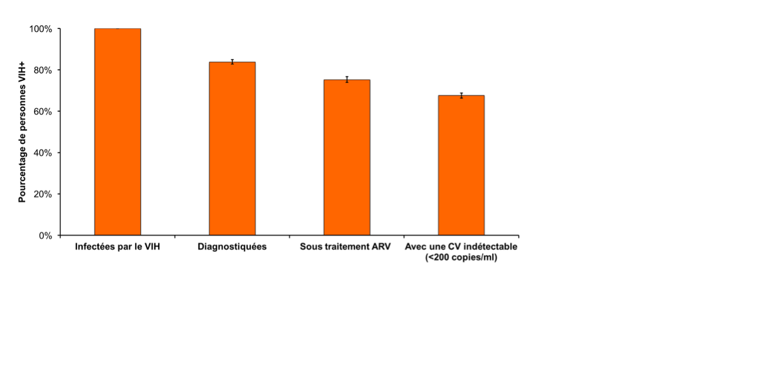 100%
80%
60%
40%
20%
0%
Pourcentage de personnes VIH+
Infectées par le VIH
Diagnostiquées
Sous traitement ARV
Avec une CV indétectable
(<200 copies/ml)